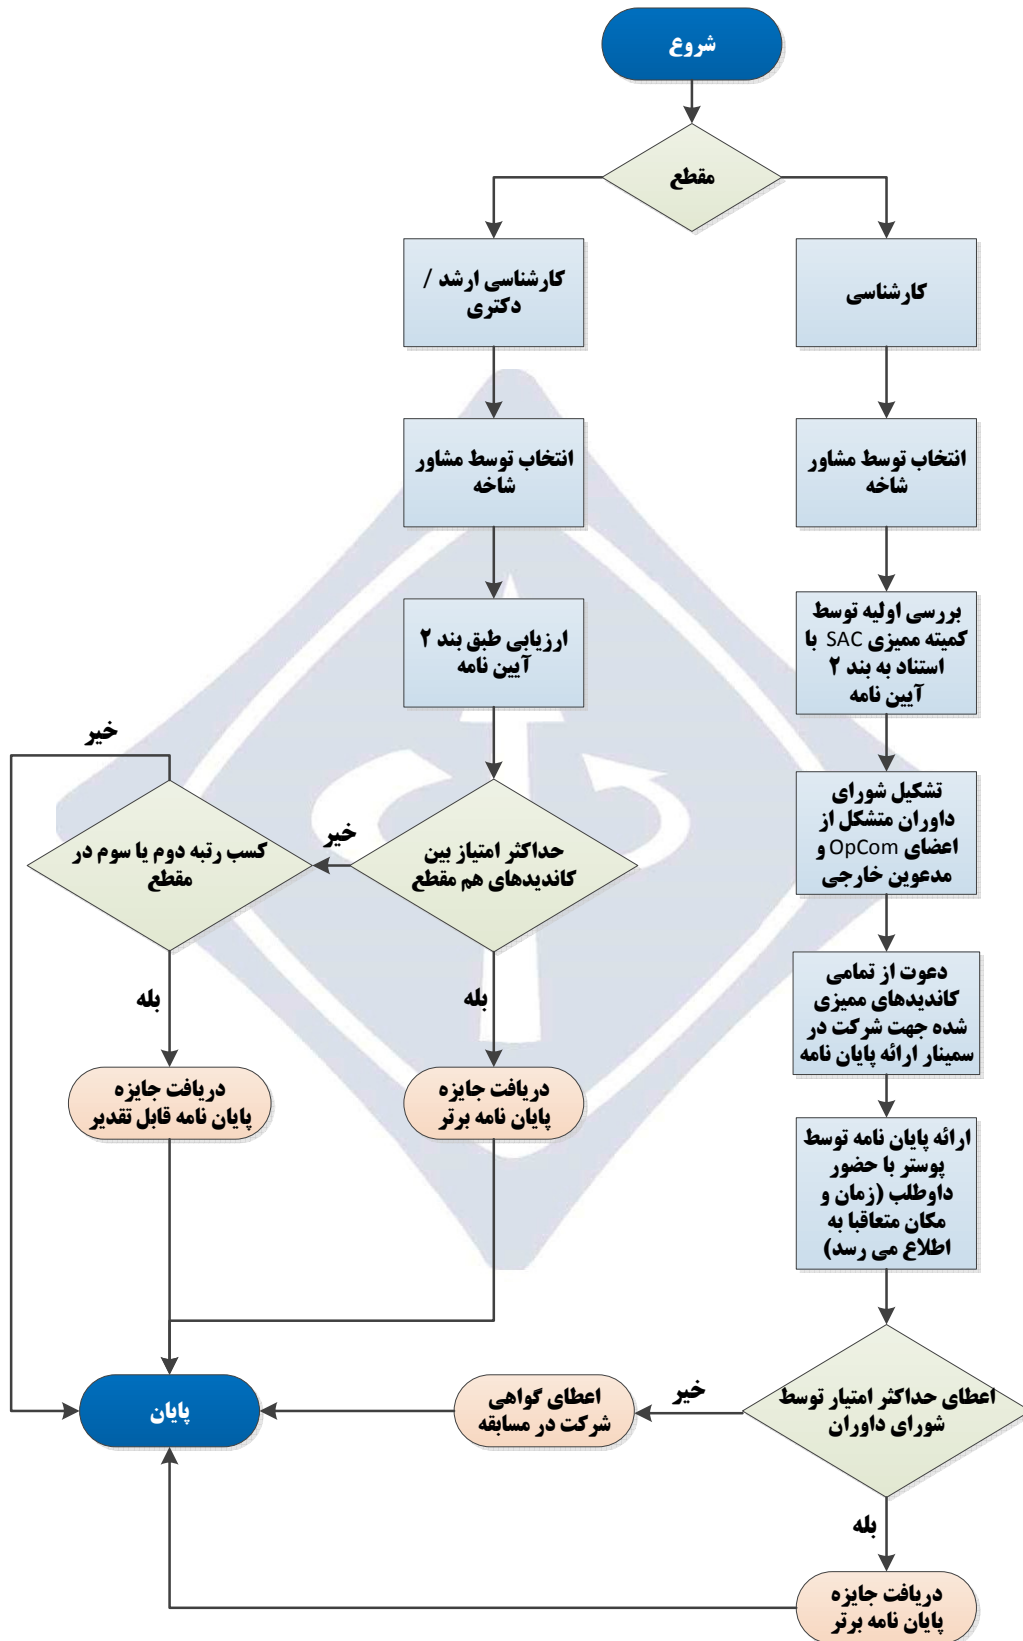 شروع
مقطع
کارشناسی
کارشناسی ارشد /
دکتری
انتخاب توسط مشاور
شاخه
انتخاب توسط مشاور
شاخه
بررسی اولیه توسط
کمیته ممیزی SAC با
استناد به بند ۲
آیین نامه
ارزیابی طبق بند ۲
آیین نامه
تشکیل شورای
داوران متشکل از
اعضای OpCom و
مدعوین خارجی
حداکثر امتیاز بین
کاندیدهای هم مقطع
خیر
کسب رتبه دوم یا سوم در
مقطع
خیر
دعوت از تمامی
کاندیدهای ممیزی
شده جهت شرکت در
سمینار ارائه پایان نامه
بله
بله
دریافت جایزه
پایان نامه برتر
دریافت جایزه
پایان نامه قابل تقدیر
ارائه پایان نامه توسط
پوستر با حضور
داوطلب (زمان و
مکان متعاقبا به
اطلاع می رسد)
اعطای حداکثر امتیار توسط
شورای داوران
خیر
اعطای گواهی
شرکت در مسابقه
پایان
بله
دریافت جایزه
پایان نامه برتر